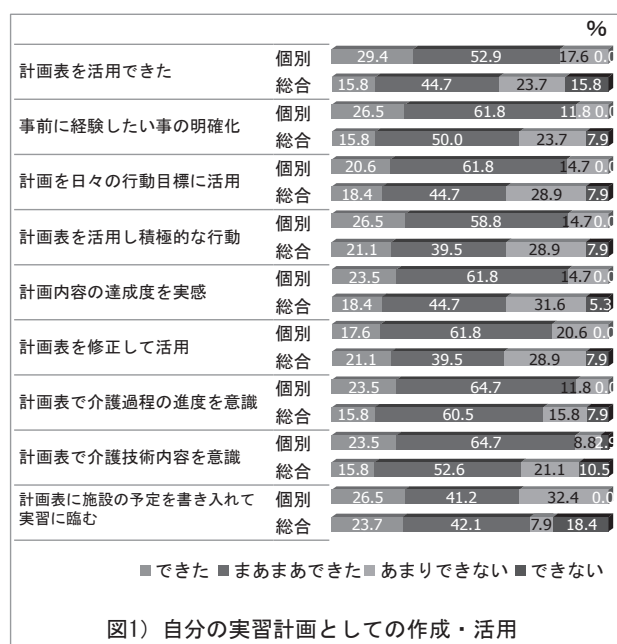 %
計画表を活用できた
個別 29.4 52.9 17.6 0.0
総合 15.8 44.7 23.7 15.8
事前に経験したい事の明確化
個別 26.5 61.8 11.8 0.0
総合 15.8 50.0 23.7 7.9
計画を日々の行動目標に活用
個別 20.6 61.8 14.7 0.0
総合 18.4 44.7 28.9 7.9
計画表を活用し積極的な行動
個別 26.5 58.8 14.7 0.0
総合 21.1 39.5 28.9 7.9
計画内容の達成度を実感
個別 23.5 61.8 14.7 0.0
総合 18.4 44.7 31.6 5.3
計画表を修正して活用
個別 17.6 61.8 20.6 0.0
総合 21.1 39.5 28.9 7.9
計画表で介護過程の進度を意識
個別 23.5 64.7 11.8 0.0
総合 15.8 60.5 15.8 7.9
計画表で介護技術内容を意識
個別 23.5 64.7 8.8 2.9
総合 15.8 52.6 21.1 10.5
計画表に施設の予定を書き入れて
実習に臨む
個別 26.5 41.2 32.4 0.0
総合 23.7 42.1 7.9 18.4
できた まあまあできた あまりできない できない
図1）自分の実習計画としての作成・活用